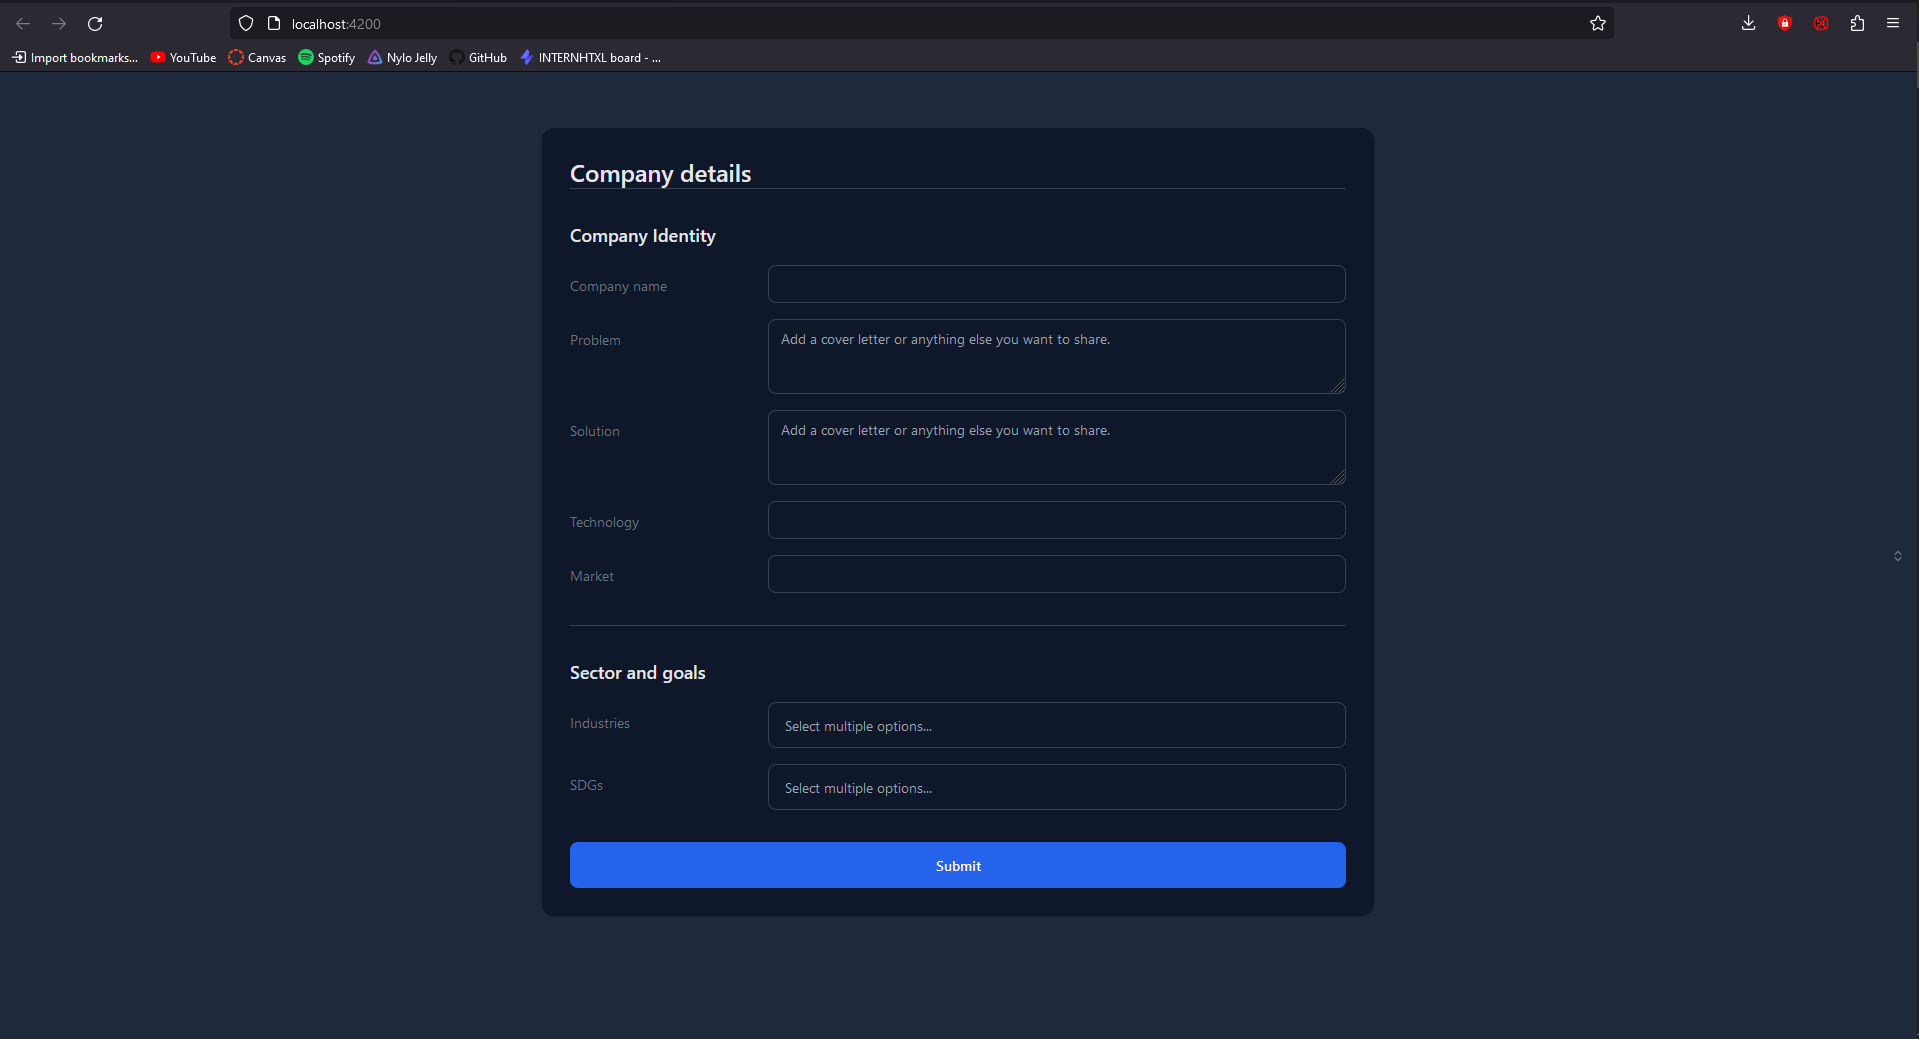 localhost:4200
Import bookmarks... YouTube Canvas Spotify Nylo Jelly GitHub INTERNHTXL board - ...
Company details
Company Identity
Company name
Problem Add a cover letter or anything else you want to share.
Solution Add a cover letter or anything else you want to share.
Technology
Market
Sector and goals
Industries Select multiple options...
SDGs Select multiple options...
Submit